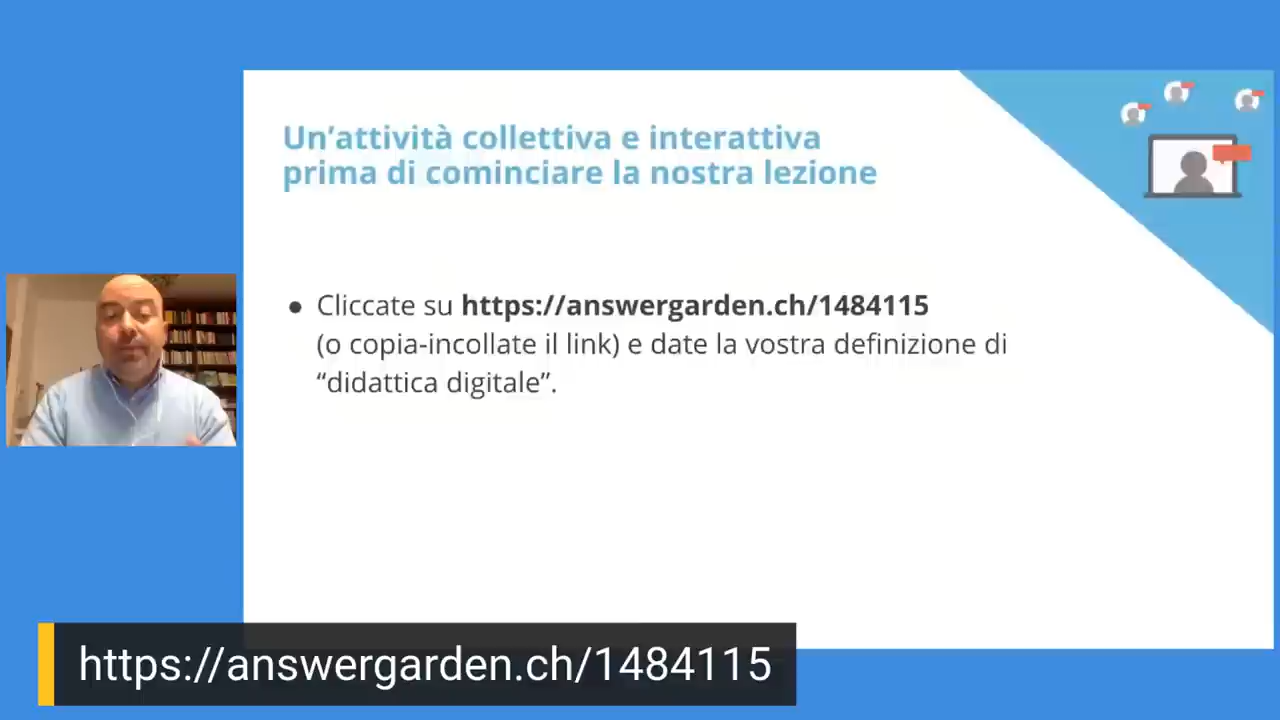 Un’attività collettiva e interattiva
prima di cominciare la nostra lezione
● Cliccate su https://answergarden.ch/1484115
(o copia-incollate il link) e date la vostra definizione di
“didattica digitale”.
https://answergarden.ch/1484115